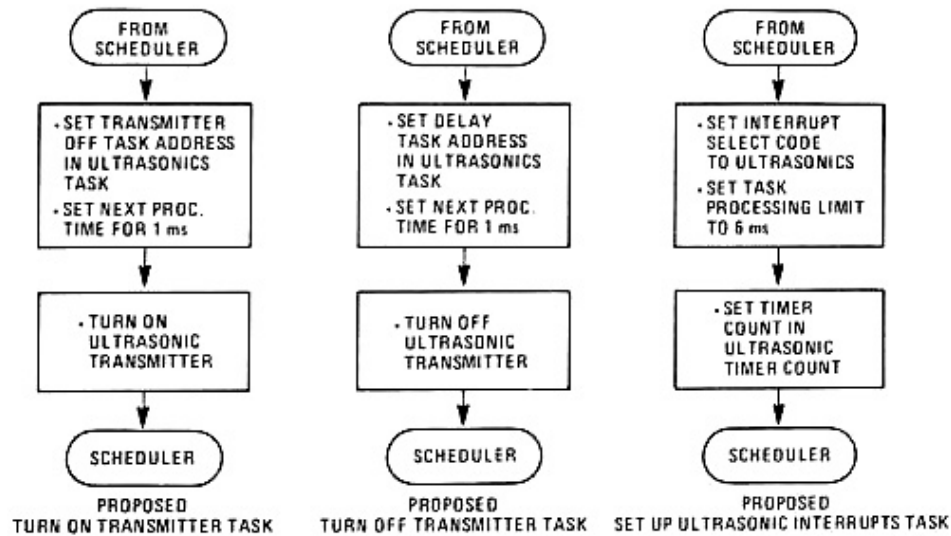 FROM
SCHEDULER
• SET TRANSMITTER
OFF TASK ADDRESS
IN ULTRASONICS
TASK
• SET NEXT PROC.
TIME FOR 1 ms
• TURN ON
ULTRASONIC
TRANSMITTER
SCHEDULER
PROPOSED
TURN ON TRANSMITTER TASK
FROM
SCHEDULER
• SET DELAY
TASK ADDRESS
IN ULTRASONICS
TASK
• SET NEXT PROC.
TIME FOR 1 ms
• TURN OFF
ULTRASONIC
TRANSMITTER
SCHEDULER
PROPOSED
TURN OFF TRANSMITTER TASK
FROM
SCHEDULER
• SET INTERRUPT
SELECT CODE
TO ULTRASONICS
• SET TASK
PROCESSING LIMIT
TO 6 ms
• SET TIMER
COUNT IN
ULTRASONIC
TIMER COUNT
SCHEDULER
PROPOSED
SET UP ULTRASONIC INTERRUPTS TASK